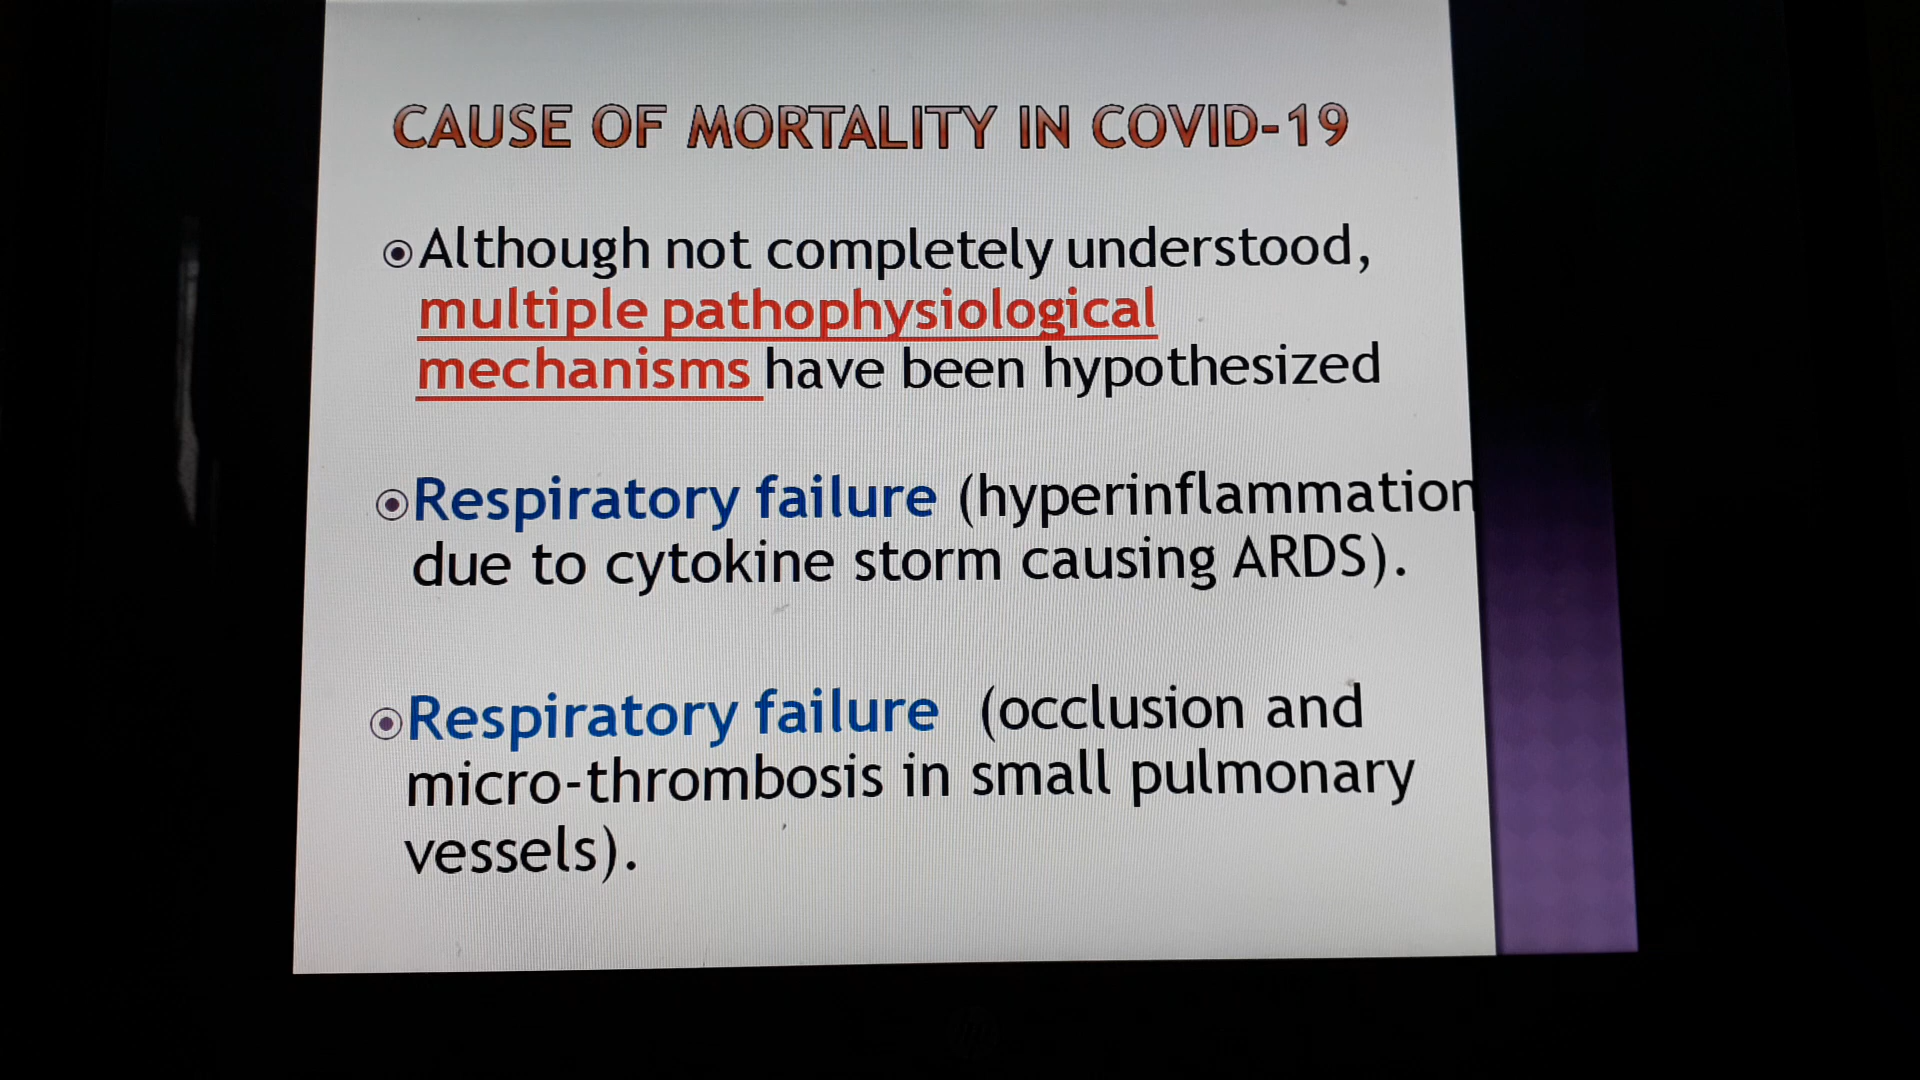 CAUSE OF MORTALITY IN COVID-19
Although not completely understood,
multiple pathophysiological
mechanisms have been hypothesized
Respiratory failure (hyperinflammation
due to cytokine storm causing ARDS).
Respiratory failure (occlusion and
micro-thrombosis in small pulmonary
vessels).
hp